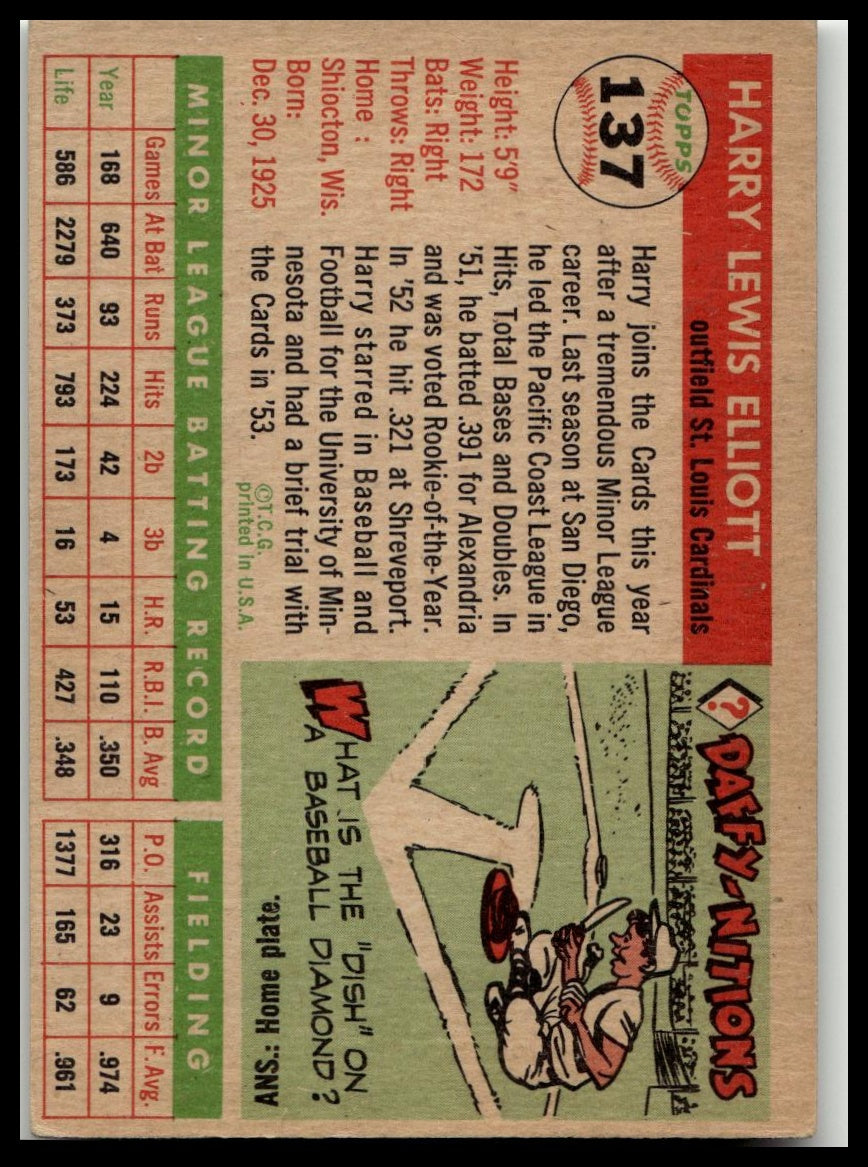 HARRY LEWIS ELLIOTT
outfield St. Louis Cardinals
TOPPS
137
Height: 5'9"
Weight: 172
Bats: Right
Throws: Right
Home :
Shiocton, Wis.
Born:
Dec. 30, 1925
Harry joins the Cards this year
after a tremendous Minor League
career. Last season at San Diego,
he led the Pacific Coast League in
Hits, Total Bases and Doubles. In
'51, he batted .391 for Alexandria
and was voted Rookie-of-the-Year.
In '52 he hit .321 at Shreveport.
Harry starred in Baseball and
Football for the University of Min-
nesota and had a brief trial with
the Cards in '53.
©T.C.G.
printed in U.S.A.
? DAFFY-NITIONS
WHAT IS THE "DISH" ON
A BASEBALL DIAMOND?
ANS.: Home plate.
MINOR LEAGUE BATTING RECORD FIELDING
Games At Bat Runs Hits 2b 3b H.R. R.B.I. B. Avg P.O. Assists Errors F. Avg.
Year 168 640 93 224 42 4 15 110 .350 316 23 9 .974
Life 586 2279 373 793 173 16 53 427 .348 1377 165 62 .961